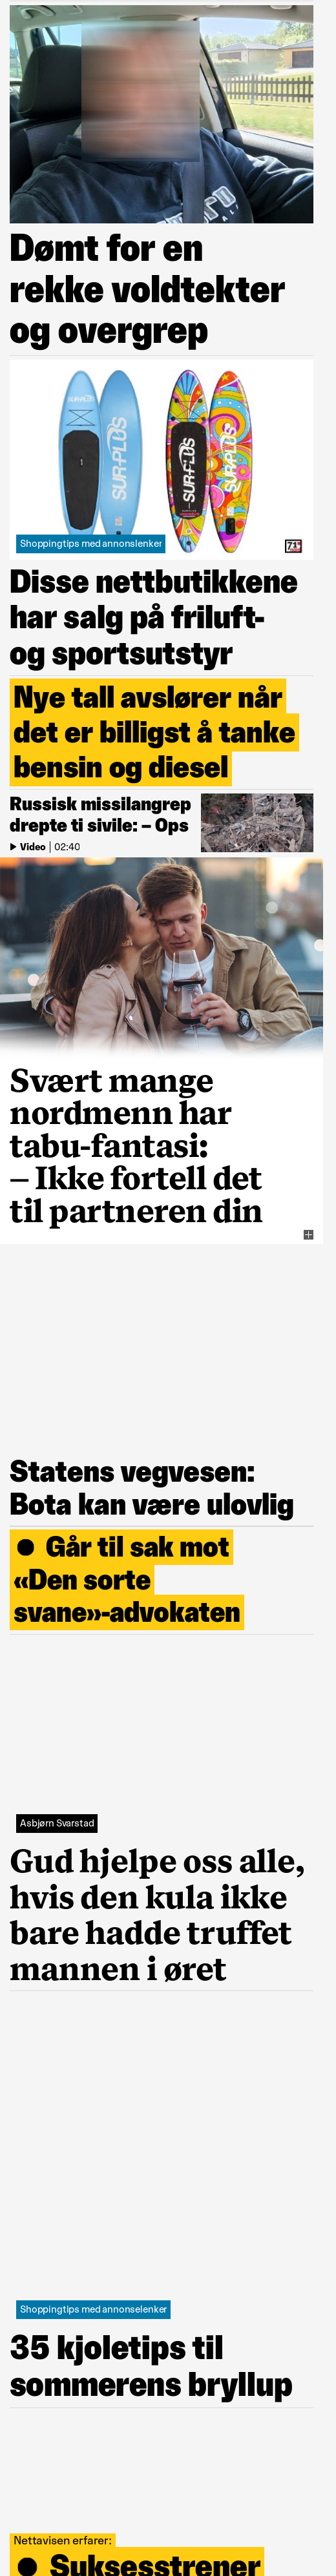 Dømt for en
rekke voldtekter
og overgrep
SUR-PLUS
SUR-PLUS
SUR-PLUS
Shoppingtips med annonslenker
71°
Disse nettbutikkene
har salg på friluft-
og sportsutstyr
Nye tall avslører når
det er billigst å tanke
bensin og diesel
Russisk missilangrep
drepte ti sivile: – Ops
Video | 02:40
Svært mange
nordmenn har
tabu-fantasi:
– Ikke fortell det
til partneren din
Statens vegvesen:
Bota kan være ulovlig
● Går til sak mot
«Den sorte
svane»-advokaten
Asbjørn Svarstad
Gud hjelpe oss alle,
hvis den kula ikke
bare hadde truffet
mannen i øret
Shoppingtips med annonselenker
35 kjoletips til
sommerens bryllup
Nettavisen erfarer:
● Suksesstrener